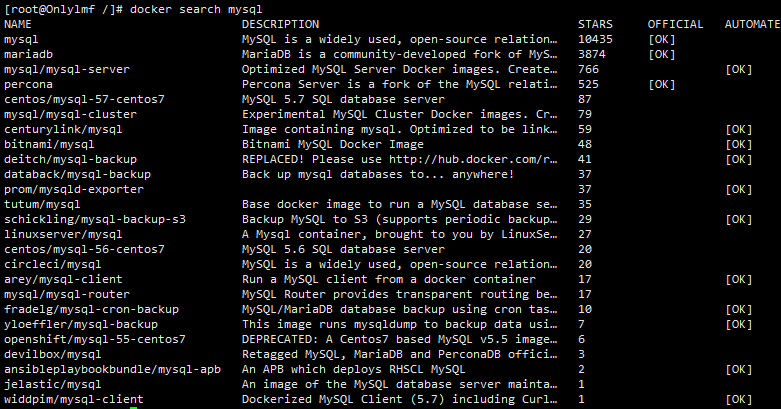 [root@Onlylmf /]# docker search mysql
NAME DESCRIPTION STARS OFFICIAL AUTOMATE
mysql MySQL is a widely used, open-source relation… 10435 [OK]
mariadb MariaDB is a community-developed fork of MyS… 3874 [OK]
mysql/mysql-server Optimized MySQL Server Docker images. Create… 766 [OK]
percona Percona Server is a fork of the MySQL relati… 525 [OK]
centos/mysql-57-centos7 MySQL 5.7 SQL database server 87
mysql/mysql-cluster Experimental MySQL Cluster Docker images. Cr… 79
centurylink/mysql Image containing mysql. Optimized to be link… 59 [OK]
bitnami/mysql Bitnami MySQL Docker Image 48 [OK]
deitch/mysql-backup REPLACED! Please use http://hub.docker.com/r… 41 [OK]
databack/mysql-backup Back up mysql databases to... anywhere! 37
prom/mysqld-exporter 37 [OK]
tutum/mysql Base docker image to run a MySQL database se… 35
schickling/mysql-backup-s3 Backup MySQL to S3 (supports periodic backup… 29 [OK]
linuxserver/mysql A Mysql container, brought to you by LinuxSe… 27
centos/mysql-56-centos7 MySQL 5.6 SQL database server 20
circleci/mysql MySQL is a widely used, open-source relation… 20
arey/mysql-client Run a MySQL client from a docker container 17 [OK]
mysql/mysql-router MySQL Router provides transparent routing be… 17
fradelg/mysql-cron-backup MySQL/MariaDB database backup using cron tas… 10 [OK]
yloeffler/mysql-backup This image runs mysqldump to backup data usi… 7 [OK]
openshift/mysql-55-centos7 DEPRECATED: A Centos7 based MySQL v5.5 image… 6
devilbox/mysql Retagged MySQL, MariaDB and PerconaDB offici… 3
ansibleplaybookbundle/mysql-apb An APB which deploys RHSCL MySQL 2 [OK]
jelastic/mysql An image of the MySQL database server mainta… 1
widdpim/mysql-client Dockerized MySQL Client (5.7) including Curl… 1 [OK]